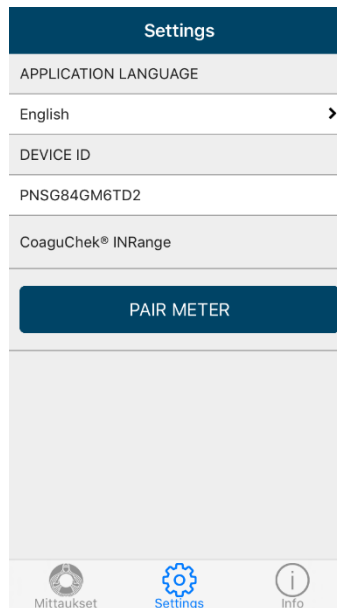 Settings
APPLICATION LANGUAGE
English
DEVICE ID
PNSG84GM6TD2
CoaguChek® INRange
PAIR METER
Mittaukset Settings Info